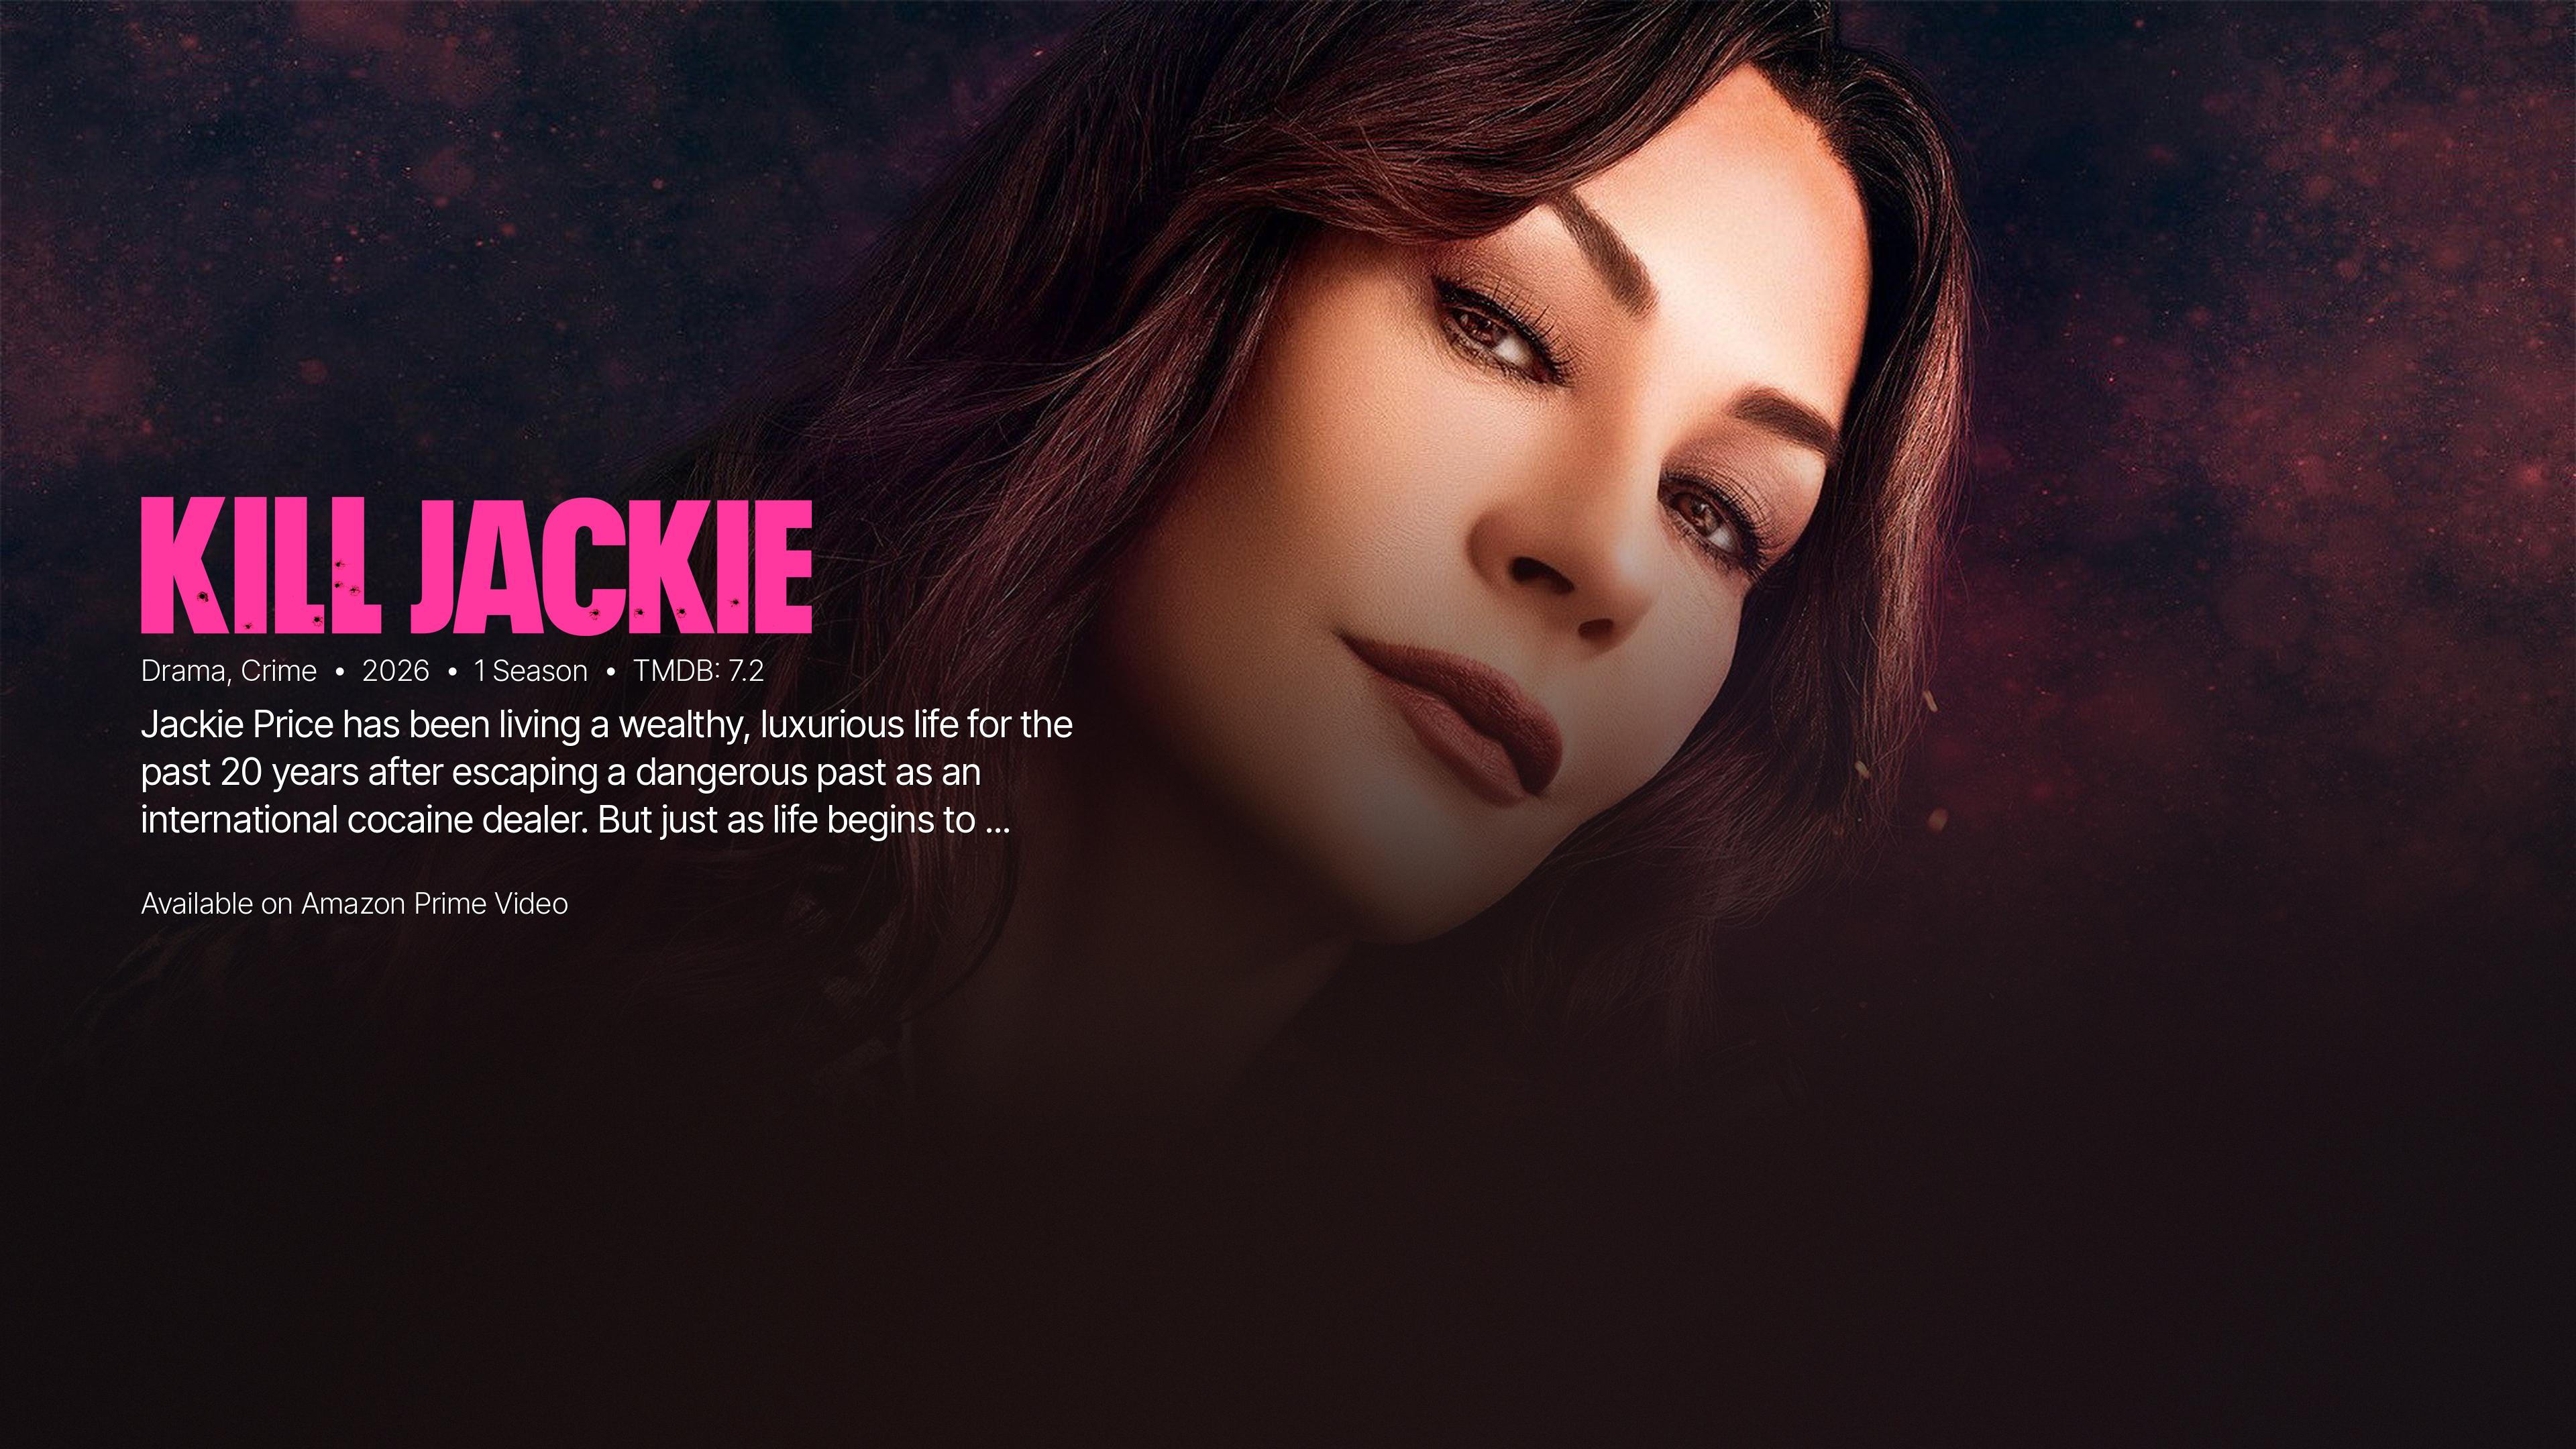 KILL JACKIE
Drama, Crime • 2026 • 1 Season • TMDB: 7.2
Jackie Price has been living a wealthy, luxurious life for the
past 20 years after escaping a dangerous past as an
international cocaine dealer. But just as life begins to ...
Available on Amazon Prime Video